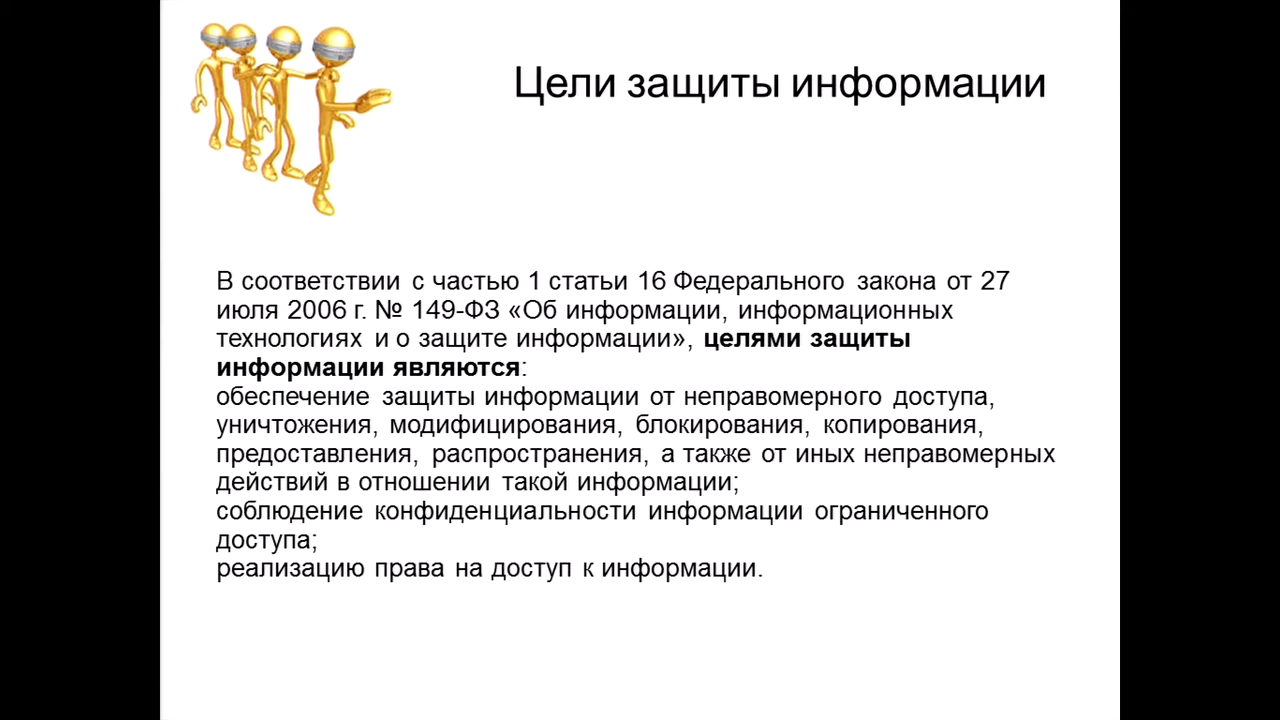 Цели защиты информации
В соответствии с частью 1 статьи 16 Федерального закона от 27
июля 2006 г. № 149-ФЗ «Об информации, информационных
технологиях и о защите информации», целями защиты
информации являются:
обеспечение защиты информации от неправомерного доступа,
уничтожения, модифицирования, блокирования, копирования,
предоставления, распространения, а также от иных неправомерных
действий в отношении такой информации;
соблюдение конфиденциальности информации ограниченного
доступа;
реализацию права на доступ к информации.